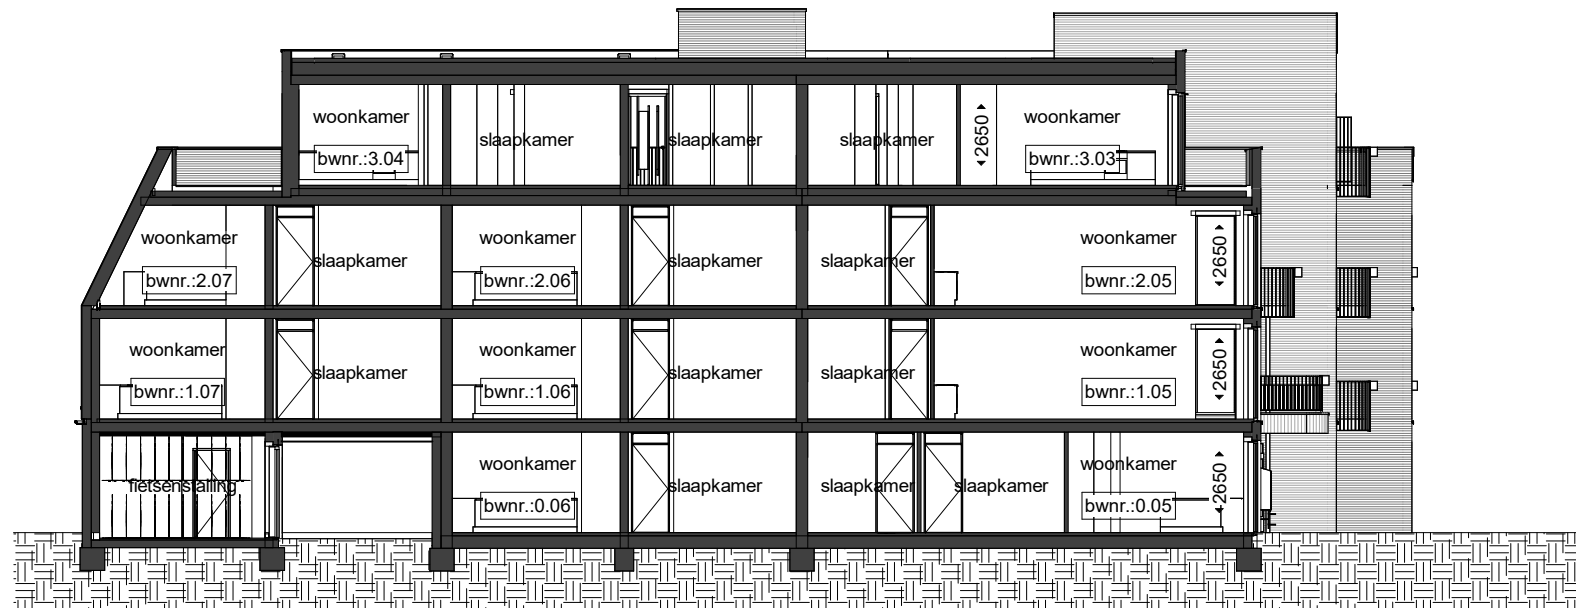 woonkamer
bwnr.:3.04
slaapkamer
slaapkamer
slaapkamer
2650
woonkamer
bwnr.:3.03
woonkamer
bwnr.:2.07
slaapkamer
woonkamer
bwnr.:2.06
slaapkamer
slaapkamer
woonkamer
bwnr.:2.05
2650
woonkamer
bwnr.:1.07
slaapkamer
woonkamer
bwnr.:1.06
slaapkamer
slaapkamer
woonkamer
bwnr.:1.05
2650
fietsenstalling
woonkamer
bwnr.:0.06
slaapkamer
slaapkamer
slaapkamer
woonkamer
bwnr.:0.05
2650